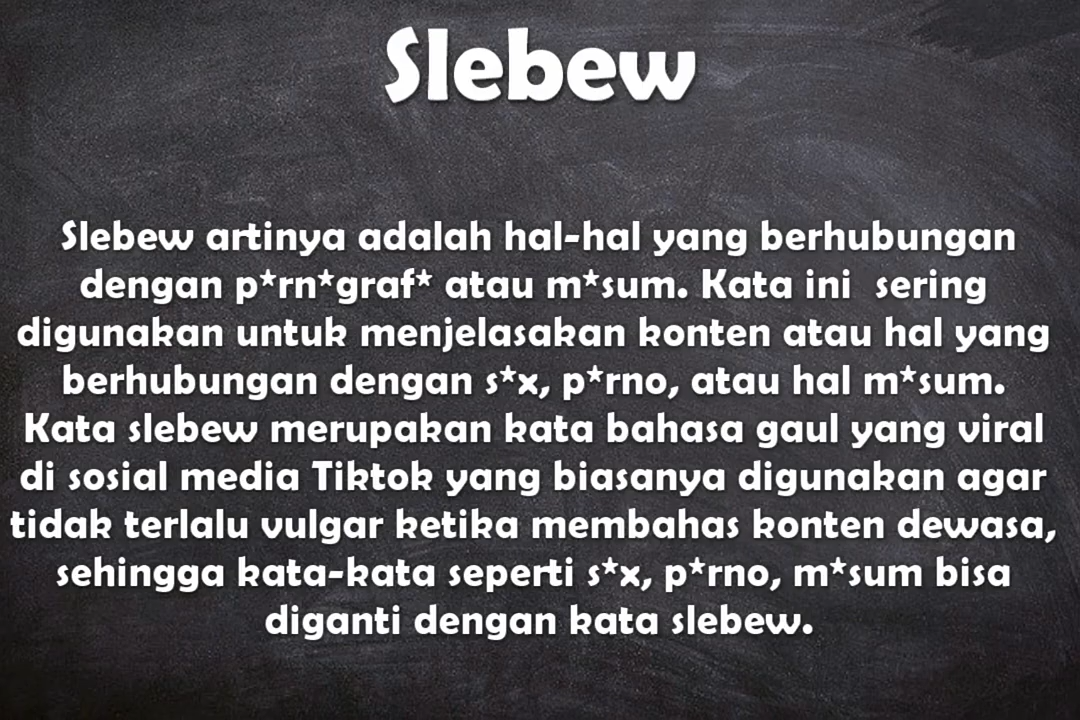 Slebew
Slebew artinya adalah hal-hal yang berhubungan
dengan p*rn*graf* atau m*sum. Kata ini  sering
digunakan untuk menjelasakan konten atau hal yang
berhubungan dengan s*x, p*rno, atau hal m*sum.
Kata slebew merupakan kata bahasa gaul yang viral
di sosial media Tiktok yang biasanya digunakan agar
tidak terlalu vulgar ketika membahas konten dewasa,
sehingga kata-kata seperti s*x, p*rno, m*sum bisa
diganti dengan kata slebew.